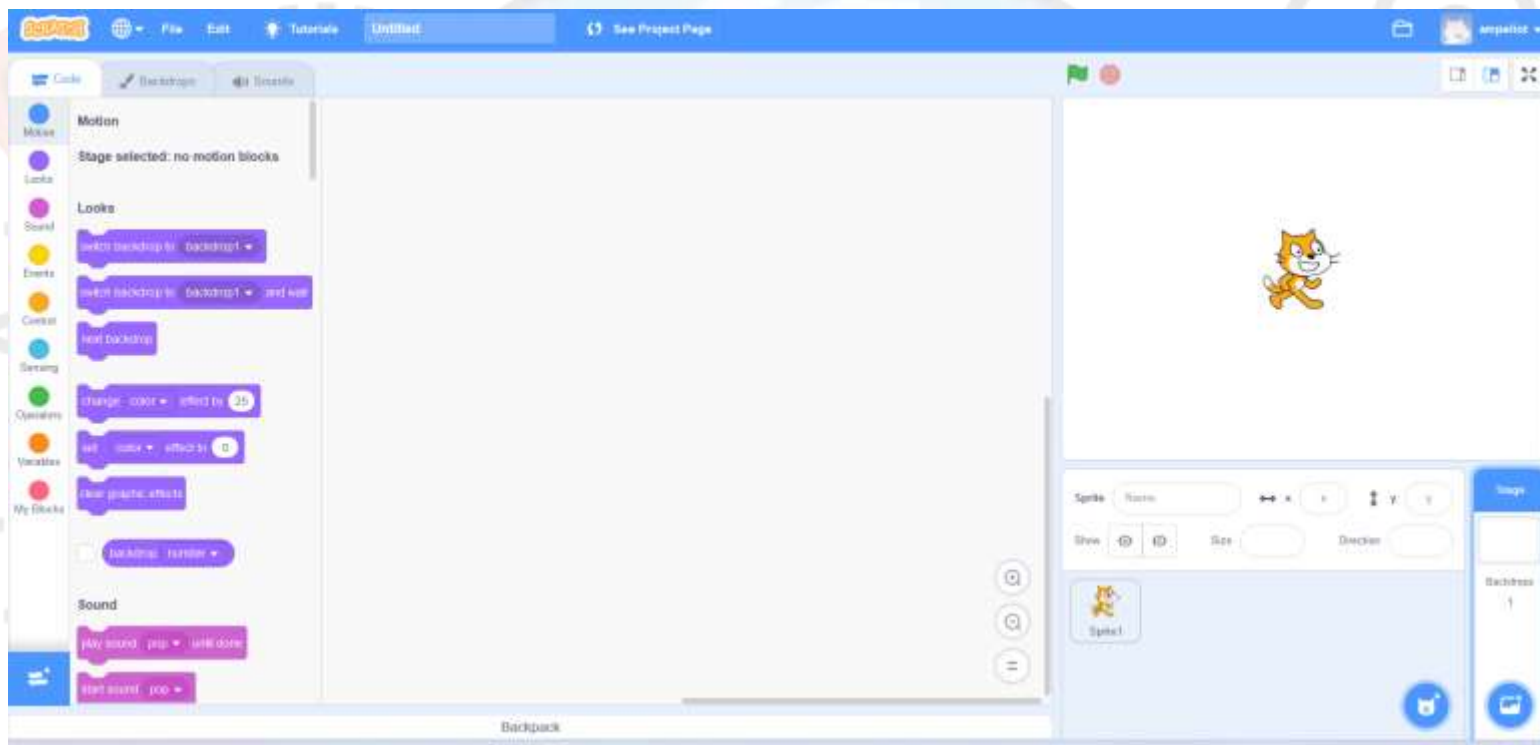 SCRATCH
File Edit Tutorials Untitled See Project Page ampallot
Code Backdrops Sounds
Motion
Looks
Sound
Events
Control
Sensing
Operators
Variables
My Blocks
Motion
Stage selected: no motion blocks
Looks
switch backdrop to backdrop1
switch backdrop to backdrop1 and wait
next backdrop
change color effect by 25
set color effect to 0
clear graphic effects
backdrop number
Sound
play sound pop until done
start sound pop
Backpack
Sprite Name x x y y
Show Size Direction
Sprite1
Stage
Backdrops
1